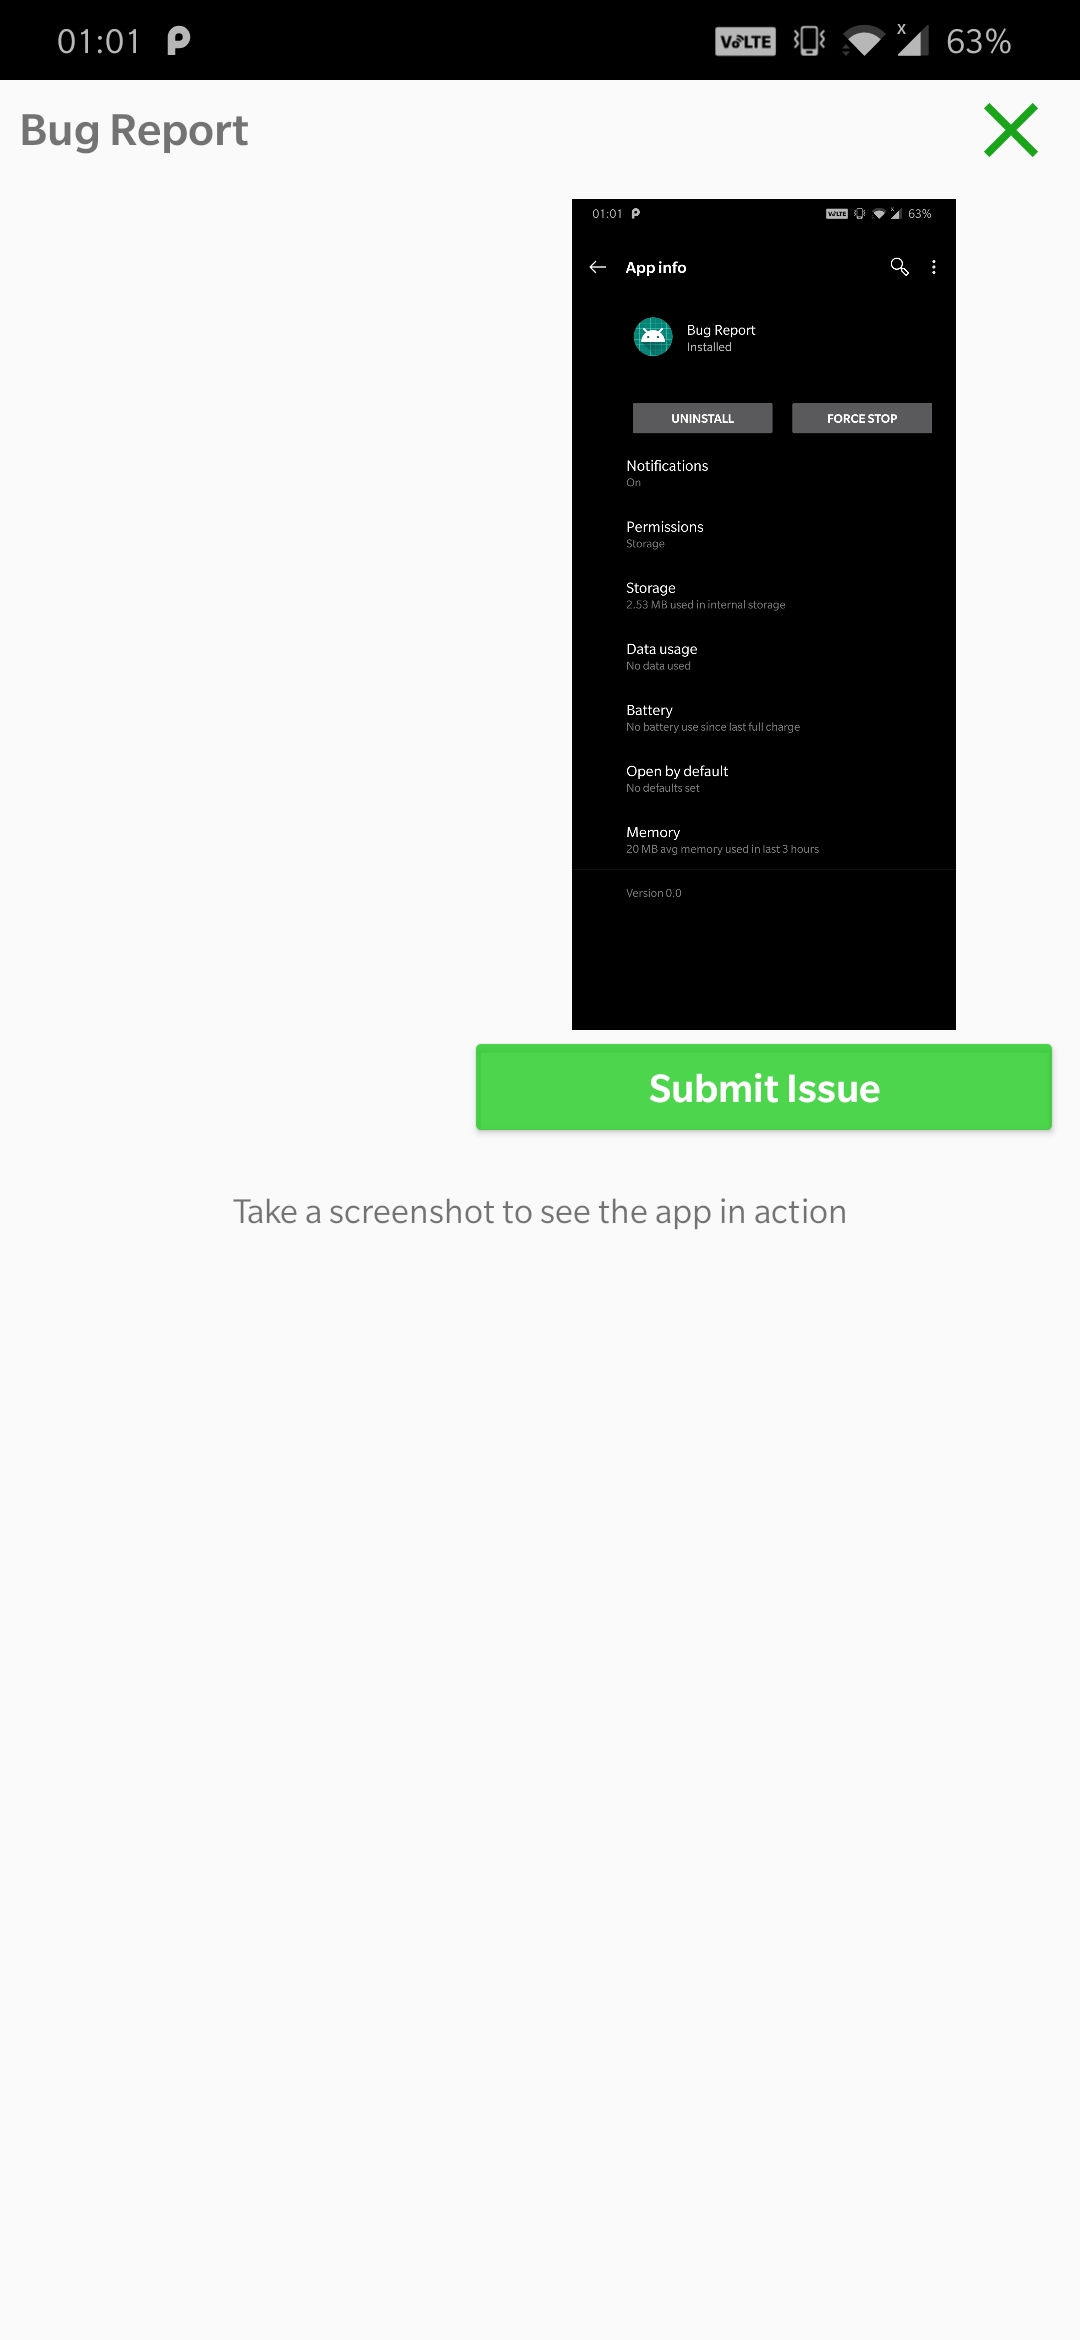 01:01 VoLTE 63%
Bug Report
01:01 VoLTE 63%
App info
Bug Report
Installed
UNINSTALL FORCE STOP
Notifications
On
Permissions
Storage
Storage
2.53 MB used in internal storage
Data usage
No data used
Battery
No battery use since last full charge
Open by default
No defaults set
Memory
20 MB avg memory used in last 3 hours
Version 0.0
Submit Issue
Take a screenshot to see the app in action